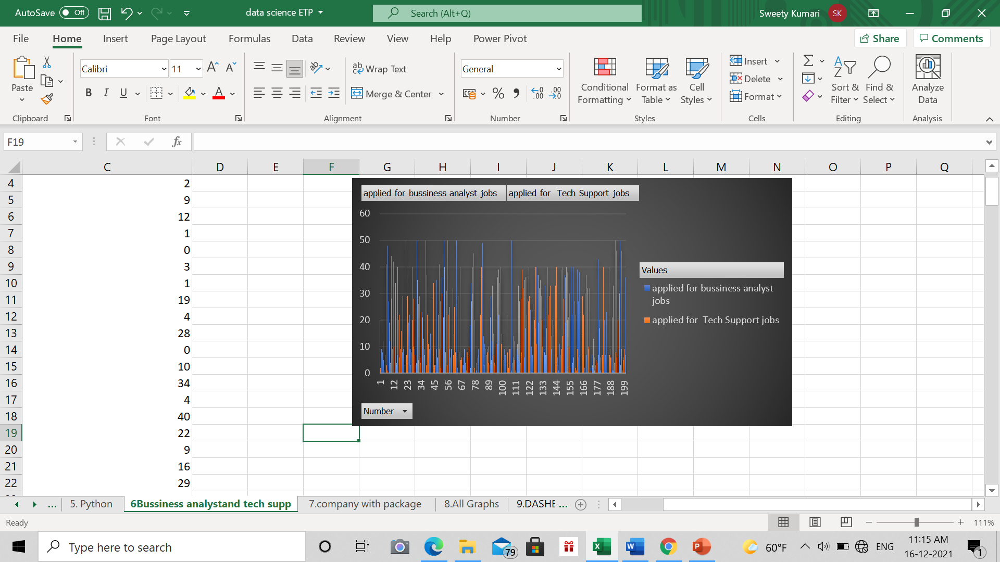 AutoSave Off data science ETP Search (Alt+Q) Sweety Kumari SK
File Home Insert Page Layout Formulas Data Review View Help Power Pivot Share Comments
Calibri 11 ab Wrap Text General Insert
Paste Conditional Format as Cell Delete Sort & Find & Analyze
B I U A Merge & Center % Formatting Table Styles Format Filter Select Data
Clipboard Font Alignment Number Styles Cells Editing Analysis
F19 fx
C D E F G H I J K L M N O P Q
4 2
5 9
6 12
7 1
8 0
9 3
10 1
11 19
12 4
13 28
14 0
15 10
16 34
17 4
18 40
19 22
20 9
21 16
22 29
applied for bussiness analyst jobs applied for Tech Support jobs
60
50
40
30
20
10
0
1 12 23 34 45 56 67 78 89 100 111 122 133 144 155 166 177 188 199
Values
applied for bussiness analyst
jobs
applied for Tech Support jobs
Number
... 5. Python 6Bussiness analystand tech supp 7.company with package 8.All Graphs 9.DASHE ...
Ready 111%
Type here to search 79 60°F ENG 11:15 AM
16-12-2021 1